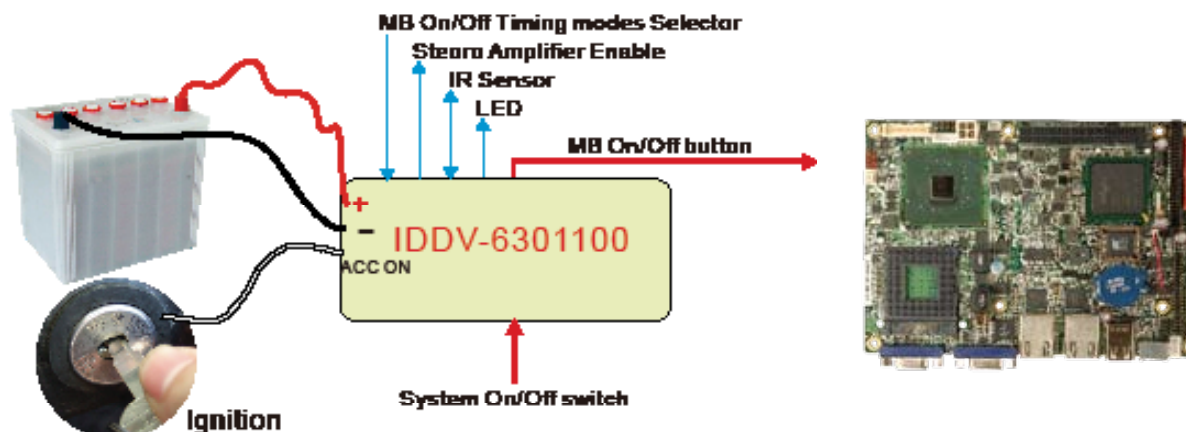 MB On/Off Timing modes Selector
Stearo Amplifier Enable
IR Sensor
LED
MB On/Off button
+
-
IDDV-6301100
ACC ON
System On/Off switch
Ignition